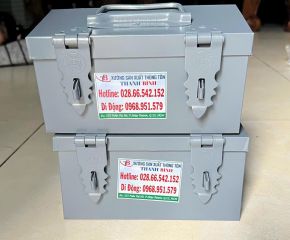 XƯỞNG SẢN XUẤT THÙNG TÔN
THANH BÌNH
Hotline: 028.66.542.152
Di Động: 0968.951.579
XƯỞNG SẢN XUẤT THÙNG TÔN
THANH BÌNH
Hotline: 028.66.542.152
Di Động: 0968.951.579